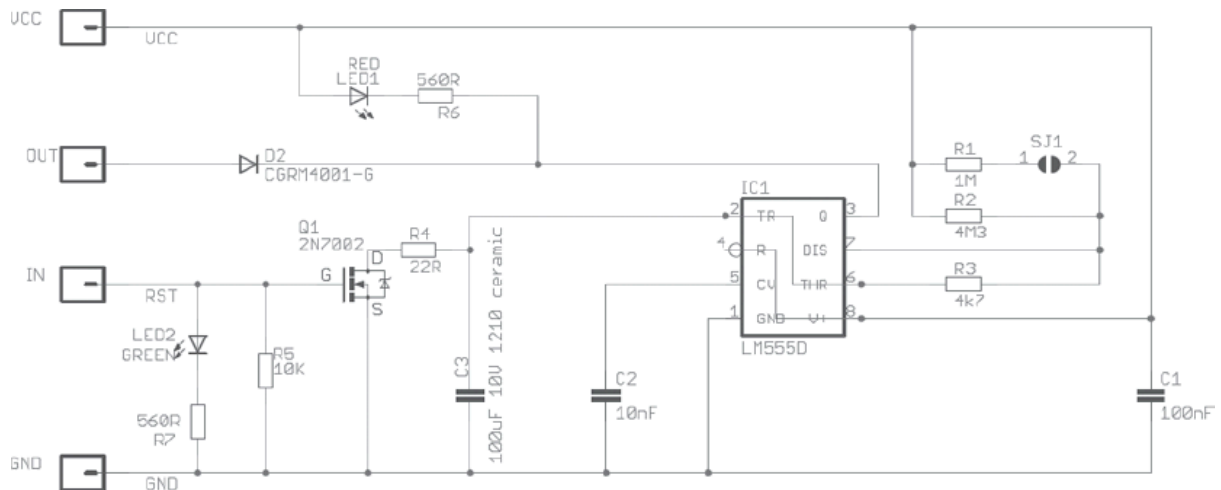 VCC
VCC
RED
LED1
560R
R6
OUT
D2
CGRM4001-G
R1
1M
SJ1
1
2
R2
4M3
IC1
2
TR
Q
3
4
R
DIS
7
5
CV
THR
6
1
GND
V+
8
LM555D
R3
4k7
Q1
2N7002
D
G
S
R4
22R
IN
RST
LED2
GREEN
R5
10K
560R
R7
C3
100uF 10V 1210 ceramic
C2
10nF
C1
100nF
GND
GND